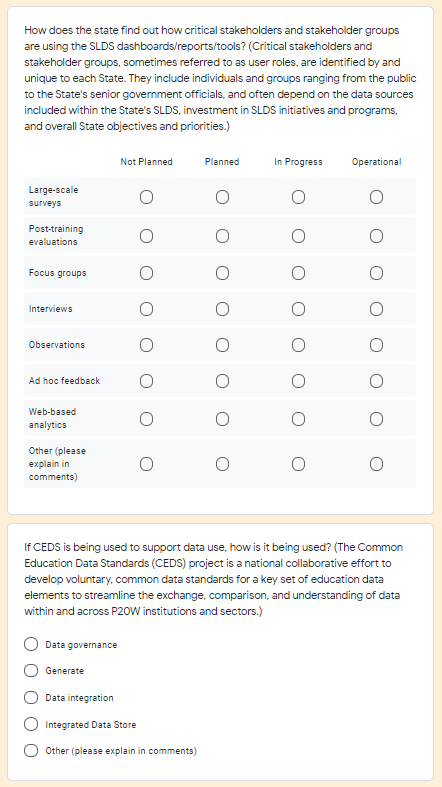 How does the state find out how critical stakeholders and stakeholder groups
are using the SLDS dashboards/reports/tools? (Critical stakeholders and
stakeholder groups, sometimes referred to as user roles, are identified by and
unique to each State. They include individuals and groups ranging from the public
to the State's senior government officials, and often depend on the data sources
included within the State's SLDS, investment in SLDS initiatives and programs,
and overall State objectives and priorities.)
Not Planned Planned In Progress Operational
Large-scale
surveys
Post-training
evaluations
Focus groups
Interviews
Observations
Ad hoc feedback
Web-based
analytics
Other (please
explain in
comments)
If CEDS is being used to support data use, how is it being used? (The Common
Education Data Standards (CEDS) project is a national collaborative effort to
develop voluntary, common data standards for a key set of education data
elements to streamline the exchange, comparison, and understanding of data
within and across P20W institutions and sectors.)
Data governance
Generate
Data integration
Integrated Data Store
Other (please explain in comments)